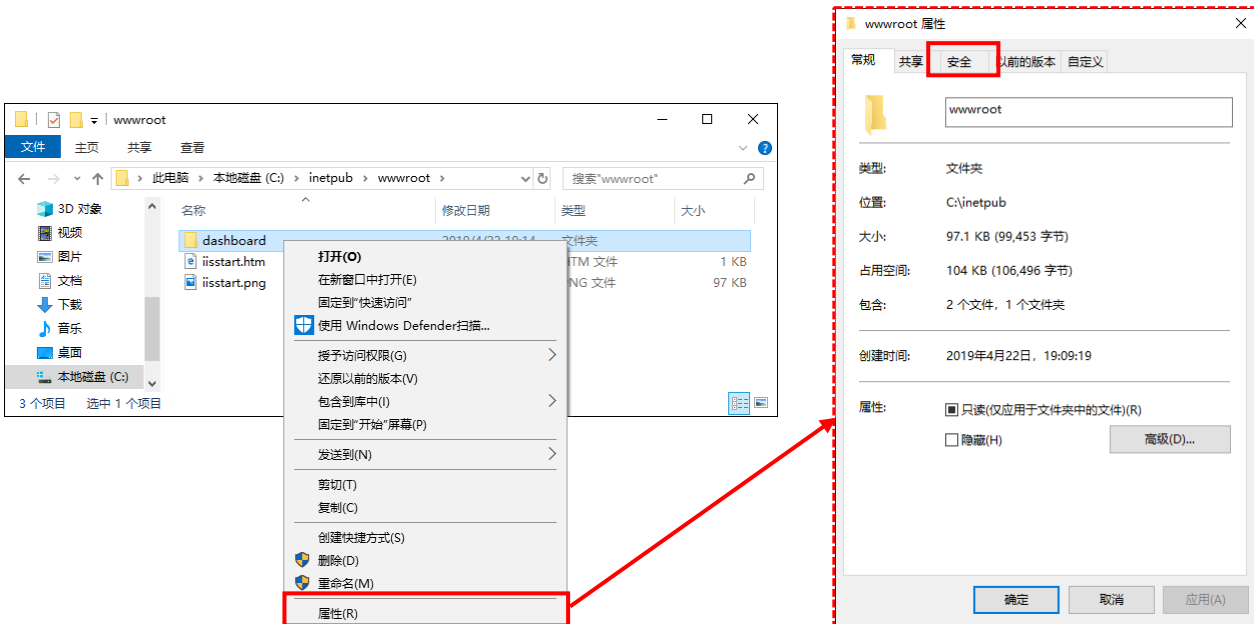 wwwroot
文件 主页 共享 查看
此电脑 › 本地磁盘 (C:) › inetpub › wwwroot ›
搜索"wwwroot"
3D 对象
视频
图片
文档
下载
音乐
桌面
本地磁盘 (C:)
名称 修改日期 类型 大小
dashboard 2019/4/22 19:14 文件夹
iisstart.htm HTM 文件 1 KB
iisstart.png PNG 文件 97 KB
3 个项目 选中 1 个项目
打开(O)
在新窗口中打开(E)
固定到"快速访问"
使用 Windows Defender扫描...
授予访问权限(G)
还原以前的版本(V)
包含到库中(I)
固定到"开始"屏幕(P)
发送到(N)
剪切(T)
复制(C)
创建快捷方式(S)
删除(D)
重命名(M)
属性(R)
wwwroot 属性
常规 共享 安全 以前的版本 自定义
wwwroot
类型: 文件夹
位置: C:\inetpub
大小: 97.1 KB (99,453 字节)
占用空间: 104 KB (106,496 字节)
包含: 2 个文件，1 个文件夹
创建时间: 2019年4月22日，19:09:19
属性: 只读(仅应用于文件夹中的文件)(R)
隐藏(H) 高级(D)...
确定 取消 应用(A)